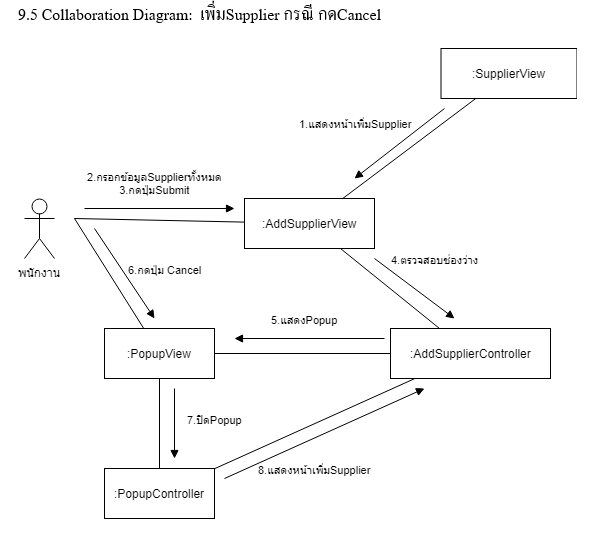 9.5 Collaboration Diagram: เพิ่มSupplier กรณี กดCancel
:SupplierView
1.แสดงหน้าเพิ่มSupplier
2.กรอกข้อมูลSupplierทั้งหมด
3.กดปุ่มSubmit
:AddSupplierView
4.ตรวจสอบช่องว่าง
6.กดปุ่ม Cancel
พนักงาน
5.แสดงPopup
:PopupView
:AddSupplierController
7.ปิดPopup
8.แสดงหน้าเพิ่มSupplier
:PopupController